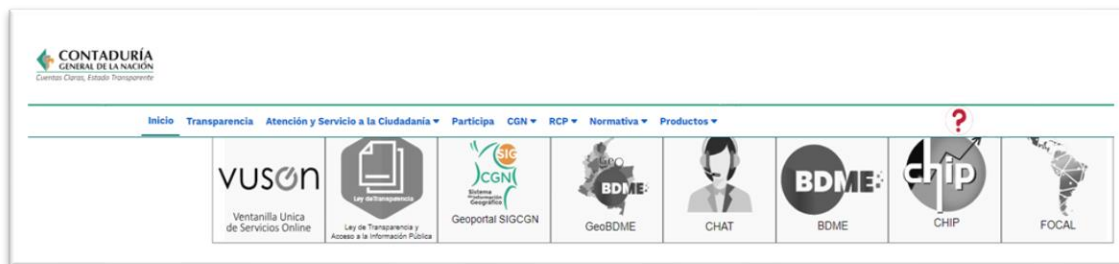 CONTADURÍA
GENERAL DE LA NACIÓN
Cuentas Claras, Estado Transparente
Inicio Transparencia Atención y Servicio a la Ciudadanía Participa CGN RCP Normativa Productos ?
VUSON
Ventanilla Unica
de Servicios Online
Ley de Transparencia
Ley de Transparencia y
Acceso a la Información Pública
SIG
CGN
Sistema
de Información
Geográfico
Geoportal SIGCGN
Geo
BDME
GeoBDME
CHAT
BDME
BDME
chip
CHIP
FOCAL